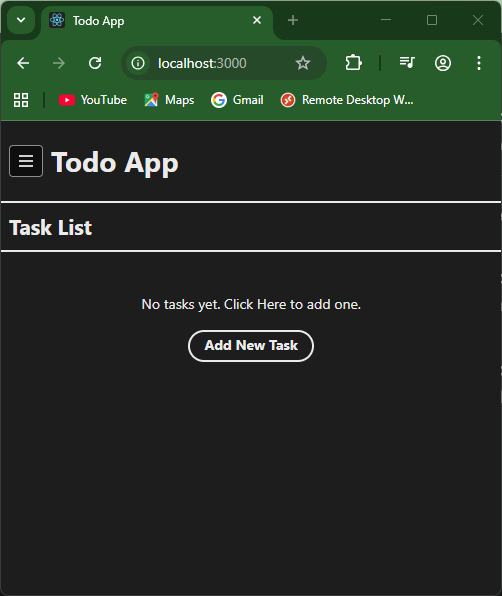 Todo App
localhost:3000
YouTube Maps Gmail Remote Desktop W...
Todo App
Task List
No tasks yet. Click Here to add one.
Add New Task